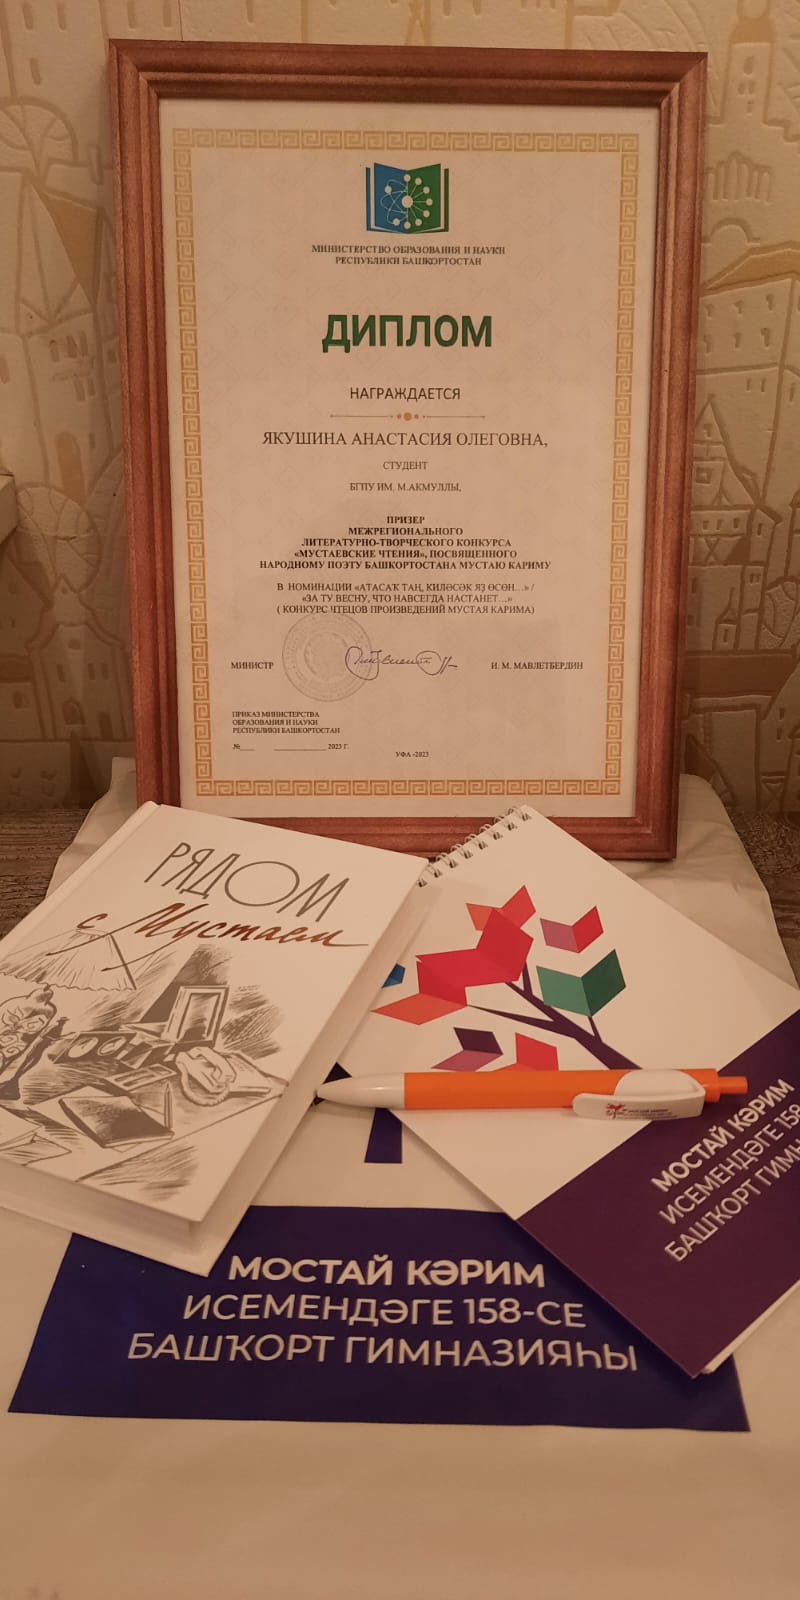 МИНИСТЕРСТВО ОБРАЗОВАНИЯ И НАУКИ
РЕСПУБЛИКИ БАШКОРТОСТАН
ДИПЛОМ
НАГРАЖДАЕТСЯ
ЯКУШИНА АНАСТАСИЯ ОЛЕГОВНА,
СТУДЕНТ
БГПУ ИМ. М.АКМУЛЛЫ,
ПРИЗЕР
МЕЖРЕГИОНАЛЬНОГО
ЛИТЕРАТУРНО-ТВОРЧЕСКОГО КОНКУРСА
«МУСТАЕВСКИЕ ЧТЕНИЯ», ПОСВЯЩЕННОГО
НАРОДНОМУ ПОЭТУ БАШКОРТОСТАНА МУСТАЮ КАРИМУ
В НОМИНАЦИИ «АТАСАҠ ТАҢ, КИЛӘСӘК ЯҘ ӨСӨН...» /
«ЗА ТУ ВЕСНУ, ЧТО НАВСЕГДА НАСТАНЕТ...»
( КОНКУРС ЧТЕЦОВ ПРОИЗВЕДЕНИЙ МУСТАЯ КАРИМА)
МИНИСТР И. М. МАВЛЕТБЕРДИН
ПРИКАЗ МИНИСТЕРСТВА
ОБРАЗОВАНИЯ И НАУКИ
РЕСПУБЛИКИ БАШКОРТОСТАН
№____ ______________ 2023 Г.
УФА -2023
РЯДОМ
с Мустаем
МОСТАЙ КӘРИМ
ИСЕМЕНДӘГЕ 158-
БАШҠОРТ ГИМН
МОСТАЙ КӘРИМ
ИСЕМЕНДӘГЕ 158-СЕ
БАШҠОРТ ГИМНАЗИЯҺЫ